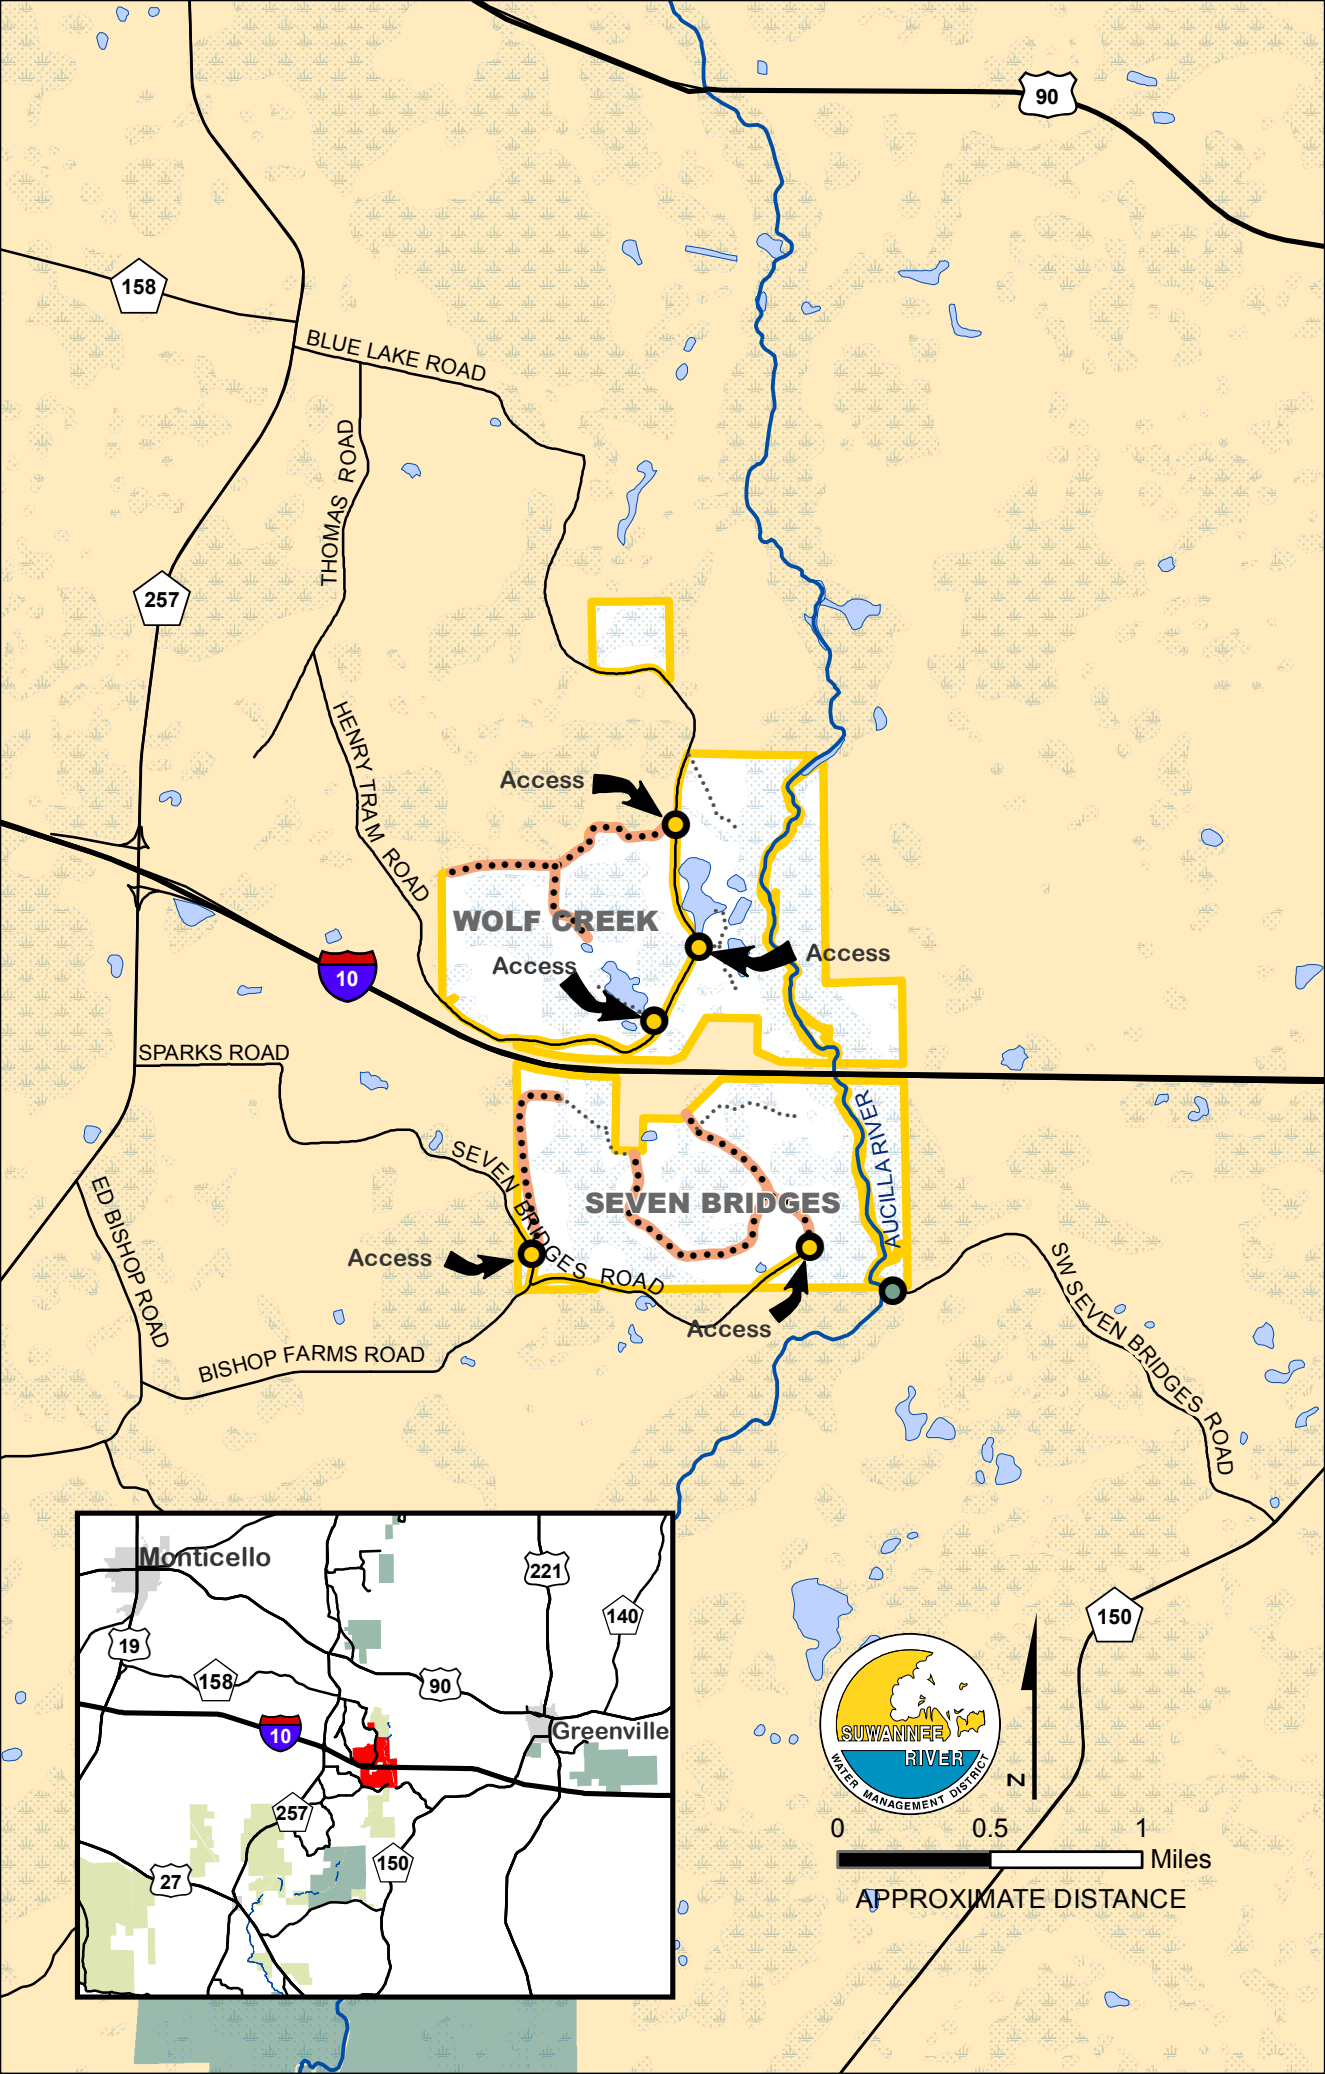 90
158
BLUE LAKE ROAD
THOMAS ROAD
257
HENRY TRAM ROAD
Access
WOLF CREEK
Access
Access
10
SPARKS ROAD
AUCILLA RIVER
SEVEN BRIDGES ROAD
SEVEN BRIDGES
ED BISHOP ROAD
Access
SW SEVEN BRIDGES ROAD
Access
BISHOP FARMS ROAD
Monticello
221
140
19
158
90
10
Greenville
257
150
27
150
SUWANNEE
RIVER
WATER MANAGEMENT DISTRICT
N
0 0.5 1
Miles
APPROXIMATE DISTANCE